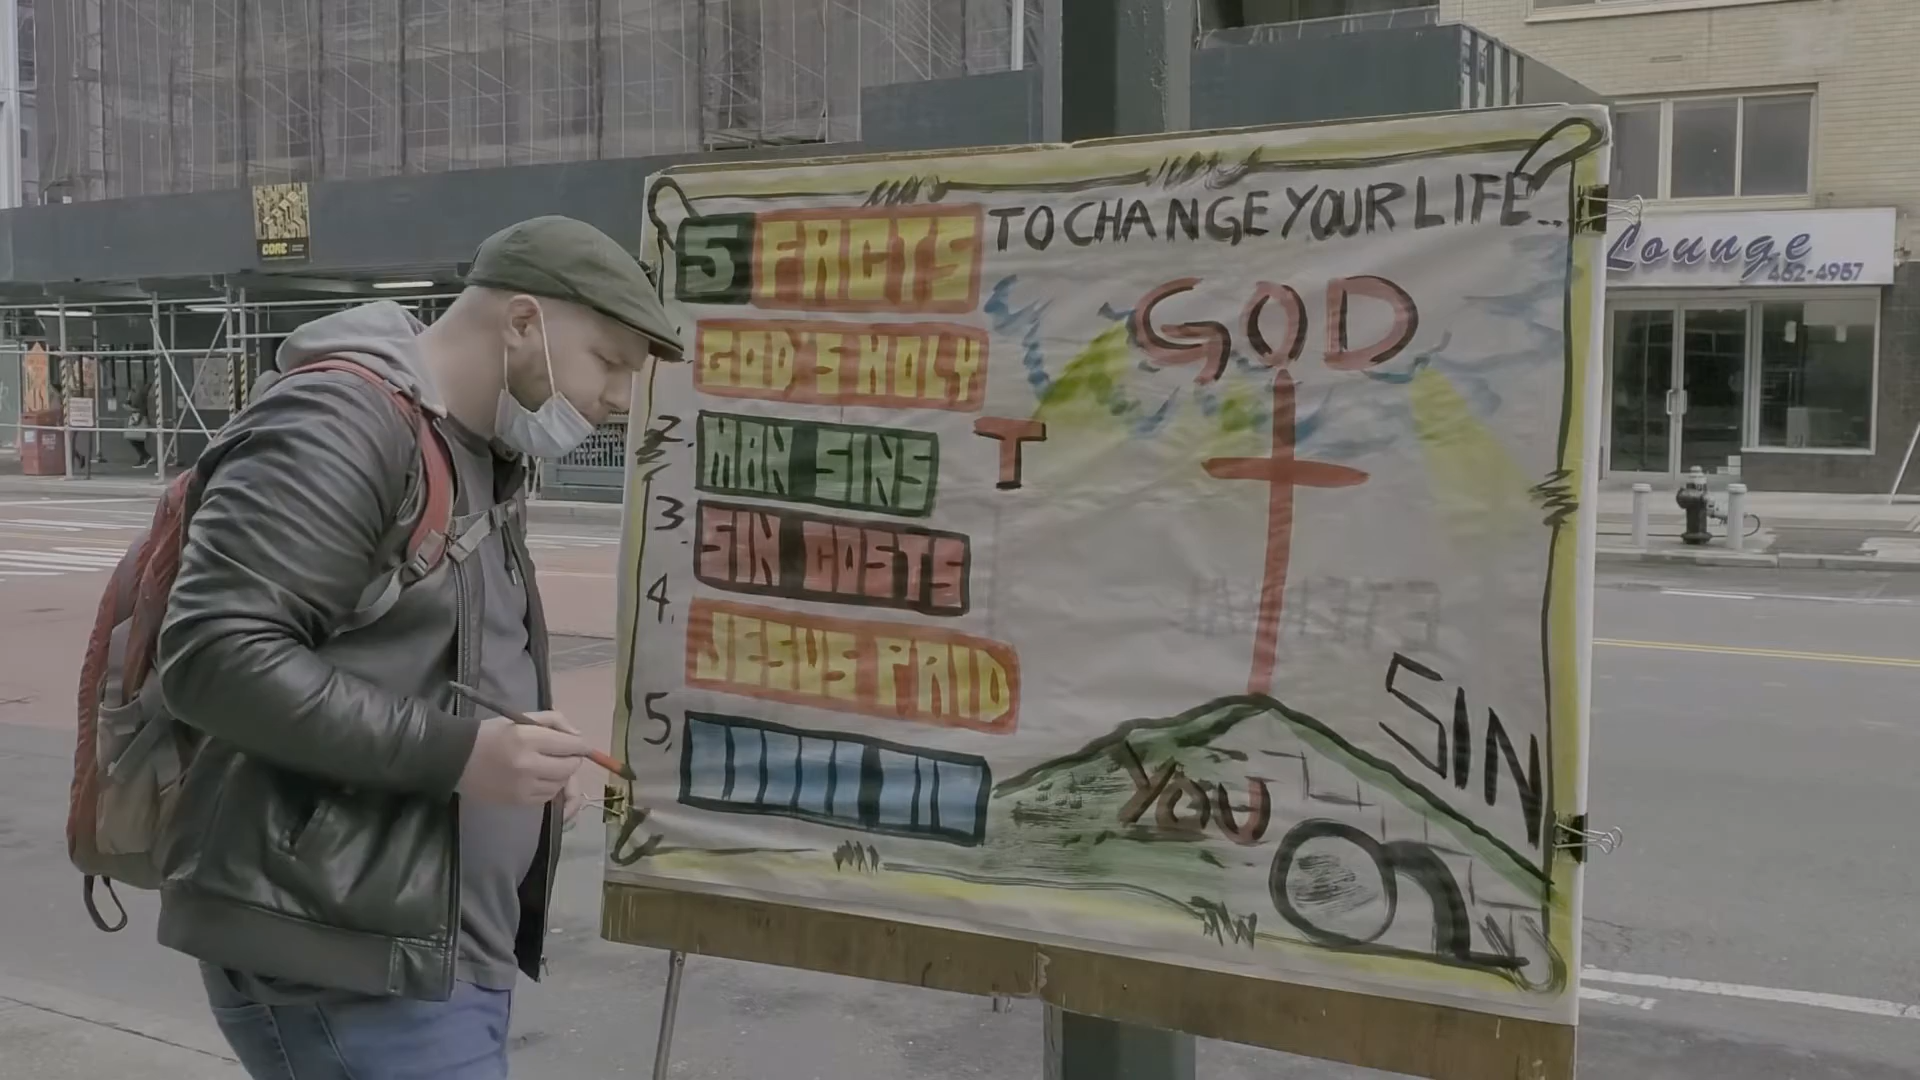 5 FACTS TO CHANGE YOUR LIFE...
GOD'S HOLY
2. MAN SINS
3. SIN COSTS
4. JESUS PAID
5.
GOD
T
SIN
YOU
Lounge
462-4957
CORE